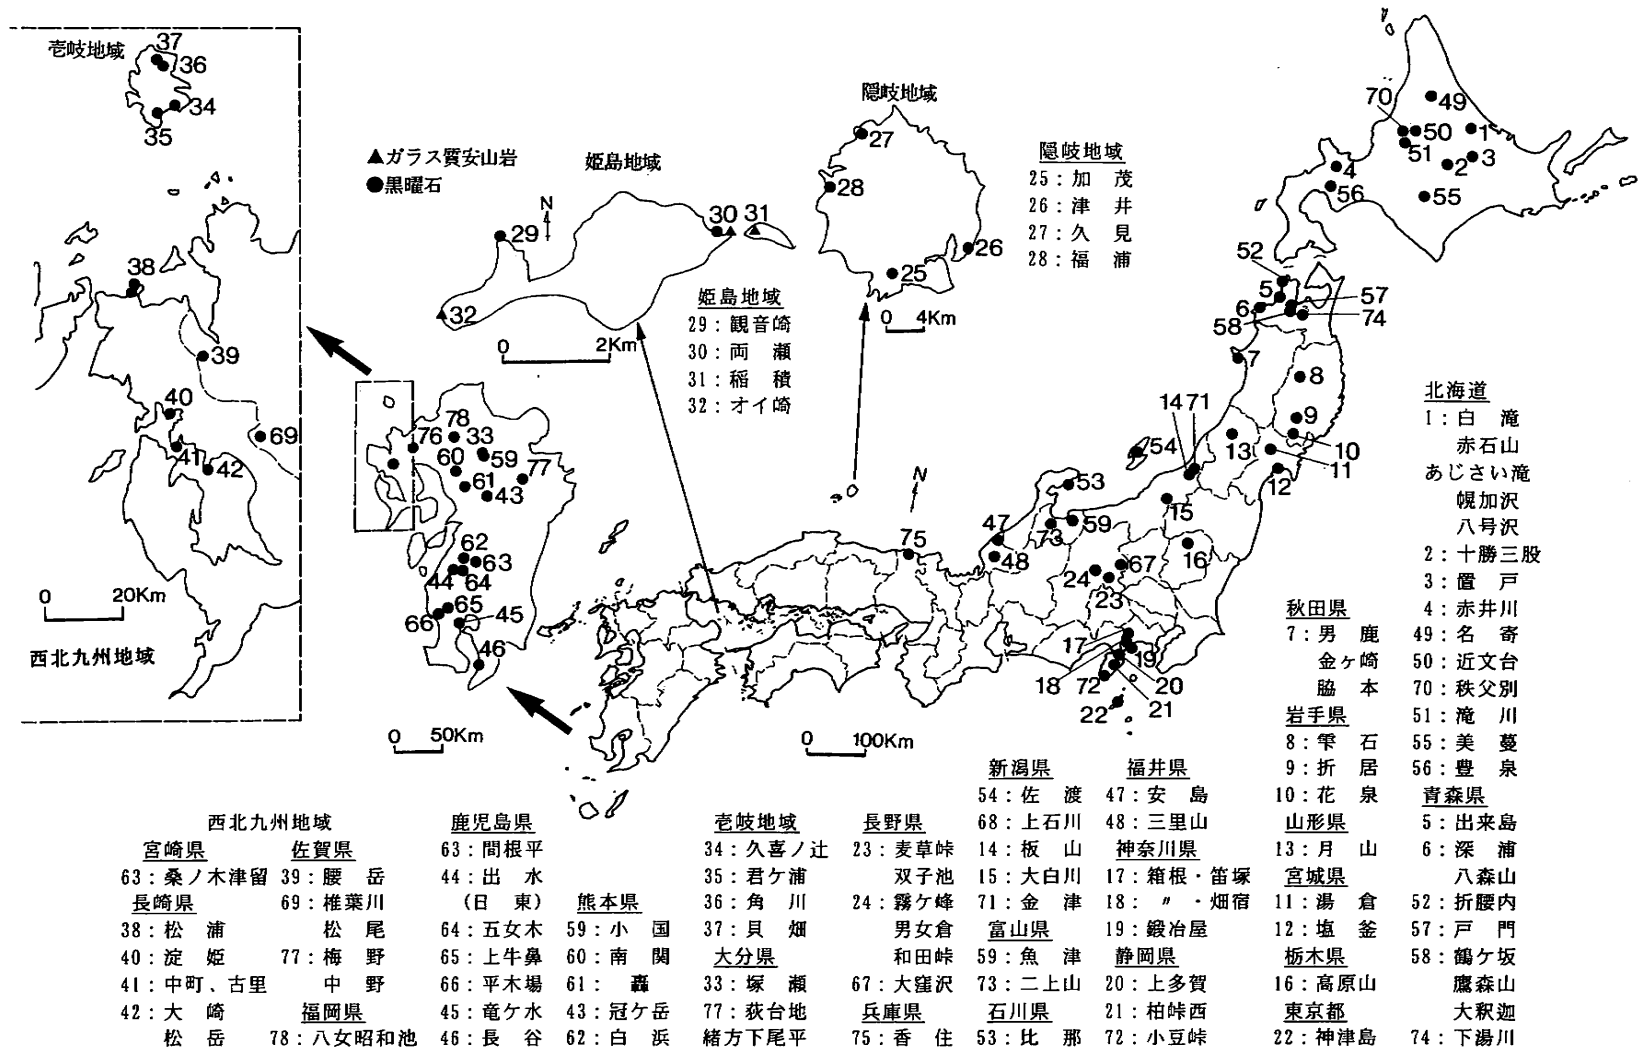 壱岐地域
37
36
34
35
38
39
40
41
42
69
0 20Km
西北九州地域
▲ガラス質安山岩
●黒曜石
姫島地域
N
29
30
31
32
0 2Km
隠岐地域
27
28
26
25
0 4Km
姫島地域
29：観音崎
30：両 瀬
31：稲 積
32：オイ崎
隠岐地域
25：加 茂
26：津 井
27：久 見
28：福 浦
78
76
33
59
60
61
77
43
62
63
44
64
65
66
45
46
0 50Km
N
75
0 100Km
70
49
50
1
51
2
3
4
56
55
52
5
57
6
58
74
7
8
9
10
11
12
13
14
71
54
53
15
16
47
48
73
59
24
67
23
17
18
19
72
20
21
22
北海道
1：白 滝
赤石山
あじさい滝
幌加沢
八号沢
2：十勝三股
3：置 戸
4：赤井川
49：名 寄
50：近文台
70：秩父別
51：滝 川
55：美 蔓
56：豊 泉
青森県
5：出来島
6：深 浦
八森山
52：折腰内
57：戸 門
58：鶴ケ坂
鷹森山
大釈迦
74：下湯川
秋田県
7：男 鹿
金ヶ崎
脇 本
岩手県
8：雫 石
9：折 居
10：花 泉
山形県
13：月 山
宮城県
11：湯 倉
12：塩 釜
栃木県
16：高原山
東京都
22：神津島
福井県
47：安 島
48：三里山
神奈川県
17：箱根・笛塚
18： 〃 ・畑宿
19：鍛冶屋
静岡県
20：上多賀
21：柏峠西
72：小豆峠
新潟県
54：佐 渡
68：上石川
14：板 山
15：大白川
71：金 津
富山県
59：魚 津
73：二上山
石川県
53：比 那
長野県
23：麦草峠
双子池
24：霧ケ峰
男女倉
和田峠
67：大窪沢
兵庫県
75：香 住
壱岐地域
34：久喜ノ辻
35：君ケ浦
36：角 川
37：貝 畑
大分県
33：塚 瀬
77：荻台地
緒方下尾平
鹿児島県
63：間根平
44：出 水
(日 東)
64：五女木
65：上牛鼻
66：平木場
45：竜ケ水
46：長 谷
熊本県
59：小 国
60：南 関
61： 轟
43：冠ケ岳
62：白 浜
西北九州地域
宮崎県
63：桑ノ木津留
長崎県
38：松 浦
40：淀 姫
41：中町、古里
42：大 崎
松 岳
佐賀県
39：腰 岳
69：椎葉川
松 尾
77：梅 野
中 野
福岡県
78：八女昭和池